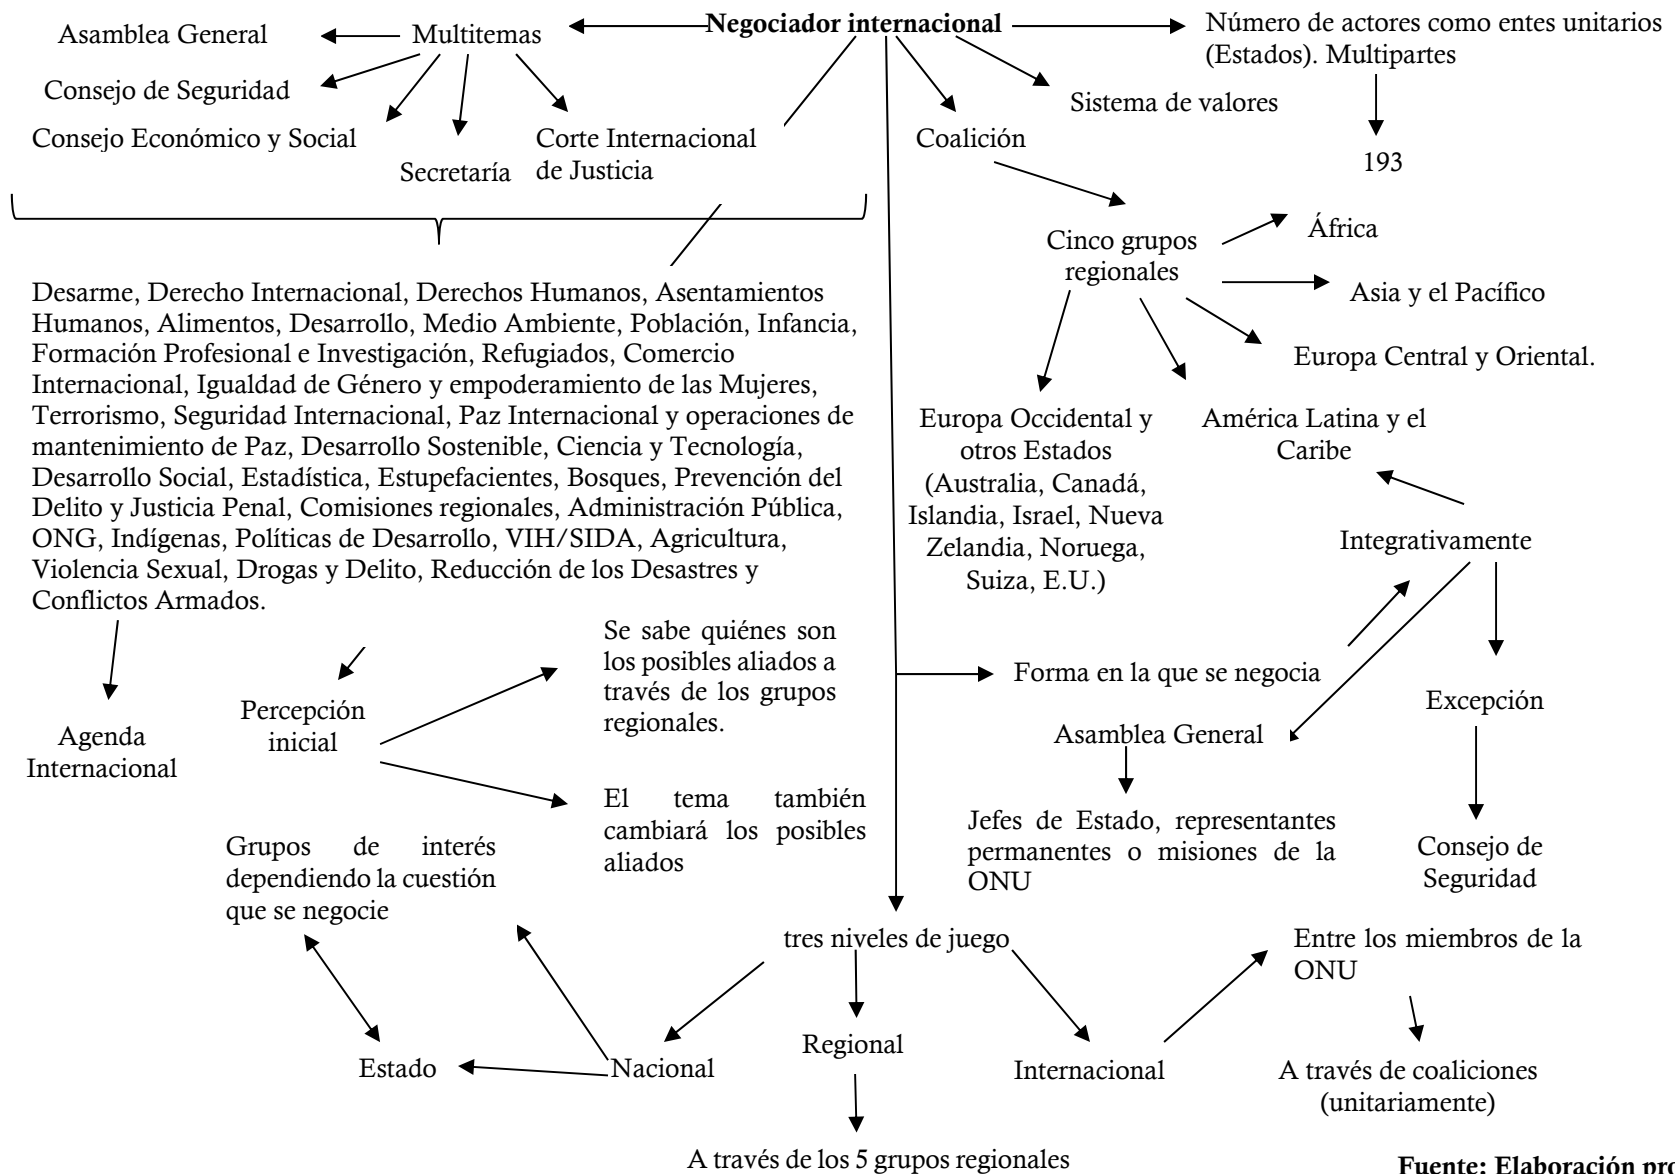 Negociador internacional
Multitemas
Asamblea General
Consejo de Seguridad
Consejo Económico y Social
Secretaría
Corte Internacional
de Justicia
Número de actores como entes unitarios
(Estados). Multipartes
193
Sistema de valores
Coalición
Cinco grupos
regionales
África
Asia y el Pacífico
Europa Central y Oriental.
América Latina y el
Caribe
Europa Occidental y
otros Estados
(Australia, Canadá,
Islandia, Israel, Nueva
Zelandia, Noruega,
Suiza, E.U.)
Desarme, Derecho Internacional, Derechos Humanos, Asentamientos
Humanos, Alimentos, Desarrollo, Medio Ambiente, Población, Infancia,
Formación Profesional e Investigación, Refugiados, Comercio
Internacional, Igualdad de Género y empoderamiento de las Mujeres,
Terrorismo, Seguridad Internacional, Paz Internacional y operaciones de
mantenimiento de Paz, Desarrollo Sostenible, Ciencia y Tecnología,
Desarrollo Social, Estadística, Estupefacientes, Bosques, Prevención del
Delito y Justicia Penal, Comisiones regionales, Administración Pública,
ONG, Indígenas, Políticas de Desarrollo, VIH/SIDA, Agricultura,
Violencia Sexual, Drogas y Delito, Reducción de los Desastres y
Conflictos Armados.
Agenda
Internacional
Percepción
inicial
Se sabe quiénes son
los posibles aliados a
través de los grupos
regionales.
El tema también
cambiará los posibles
aliados
Integrativamente
Forma en la que se negocia
Asamblea General
Jefes de Estado, representantes
permanentes o misiones de la
ONU
Excepción
Consejo de
Seguridad
Grupos de interés
dependiendo la cuestión
que se negocie
tres niveles de juego
Estado
Nacional
Regional
Internacional
Entre los miembros de la
ONU
A través de coaliciones
(unitariamente)
A través de los 5 grupos regionales
Fuente: Elaboración pro